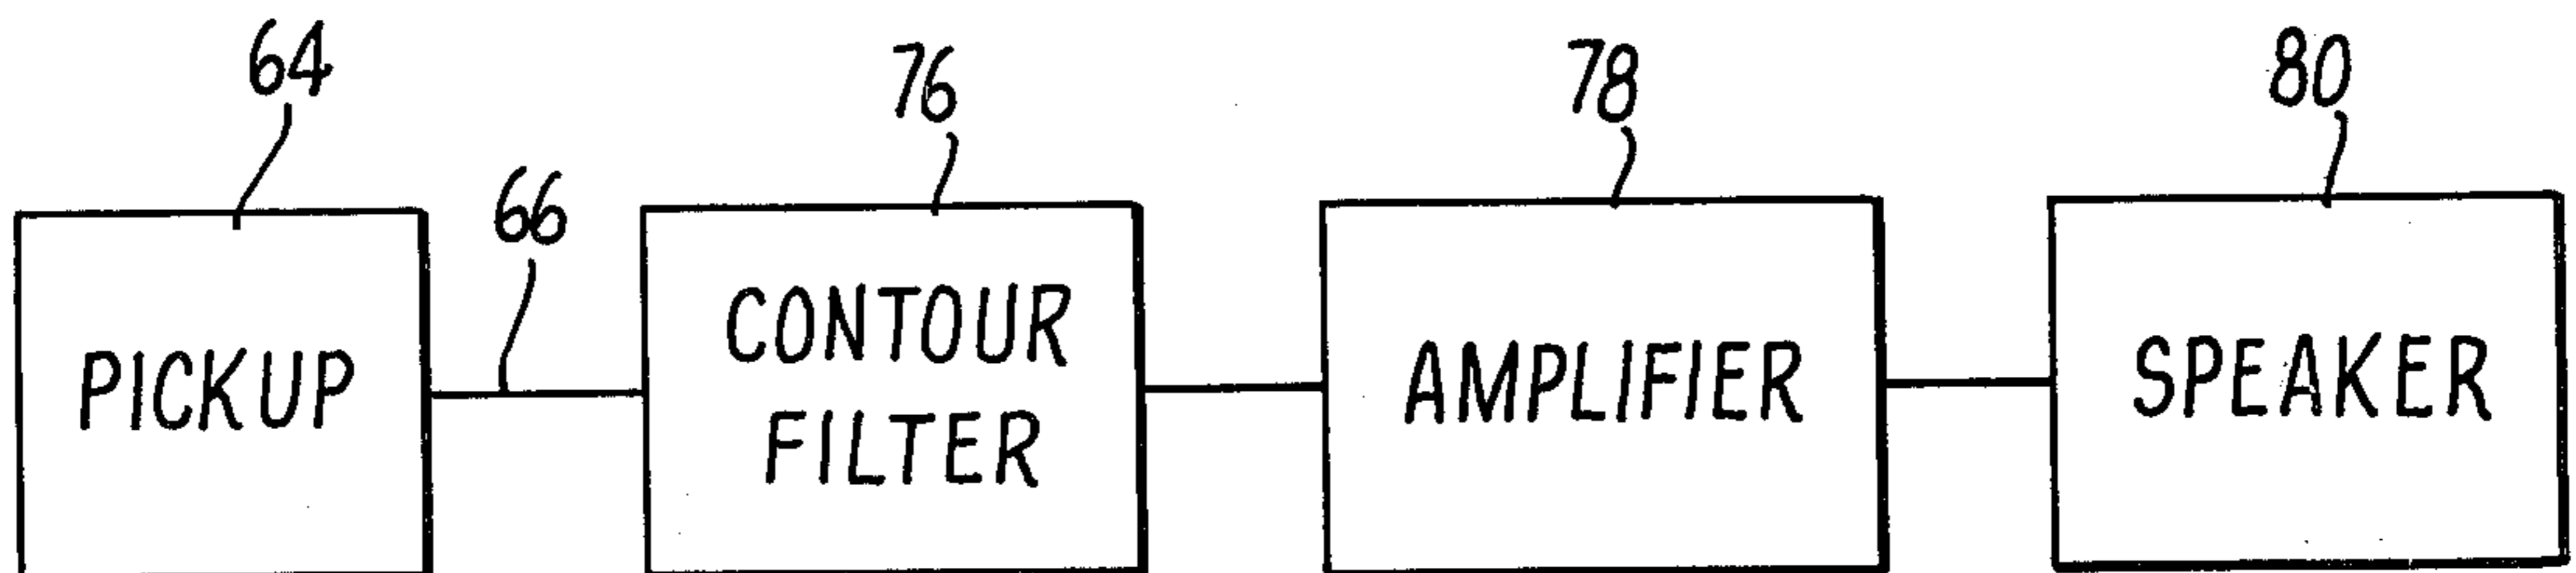 64
76
78
80
66
PICKUP
CONTOUR
FILTER
AMPLIFIER
SPEAKER